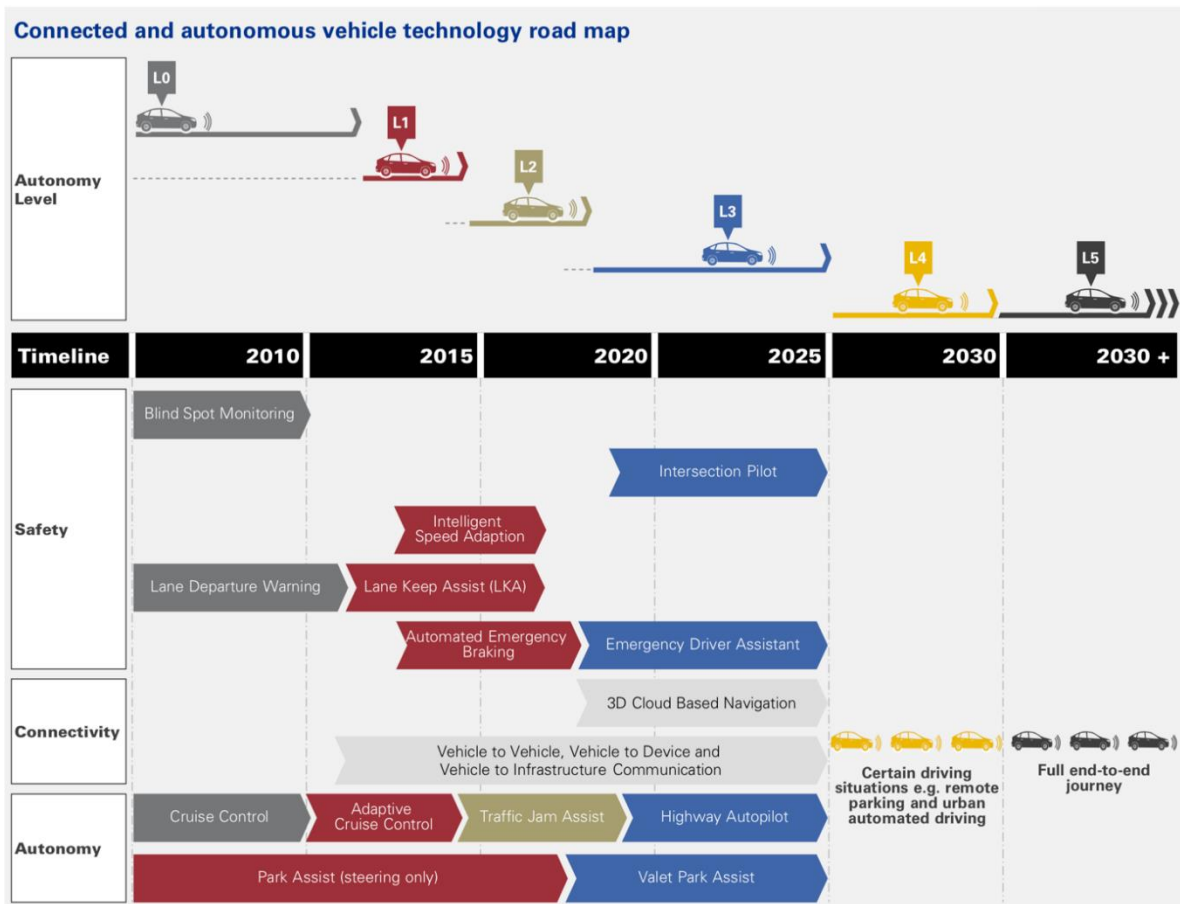 Connected and autonomous vehicle technology road map
L0
L1
L2
L3
L4
L5
Autonomy
Level
Timeline
2010
2015
2020
2025
2030
2030 +
Safety
Blind Spot Monitoring
Intersection Pilot
Intelligent
Speed Adaption
Lane Departure Warning
Lane Keep Assist (LKA)
Automated Emergency
Braking
Emergency Driver Assistant
Connectivity
3D Cloud Based Navigation
Vehicle to Vehicle, Vehicle to Device and
Vehicle to Infrastructure Communication
Certain driving
situations e.g. remote
parking and urban
automated driving
Full end-to-end
journey
Autonomy
Cruise Control
Adaptive
Cruise Control
Traffic Jam Assist
Highway Autopilot
Park Assist (steering only)
Valet Park Assist